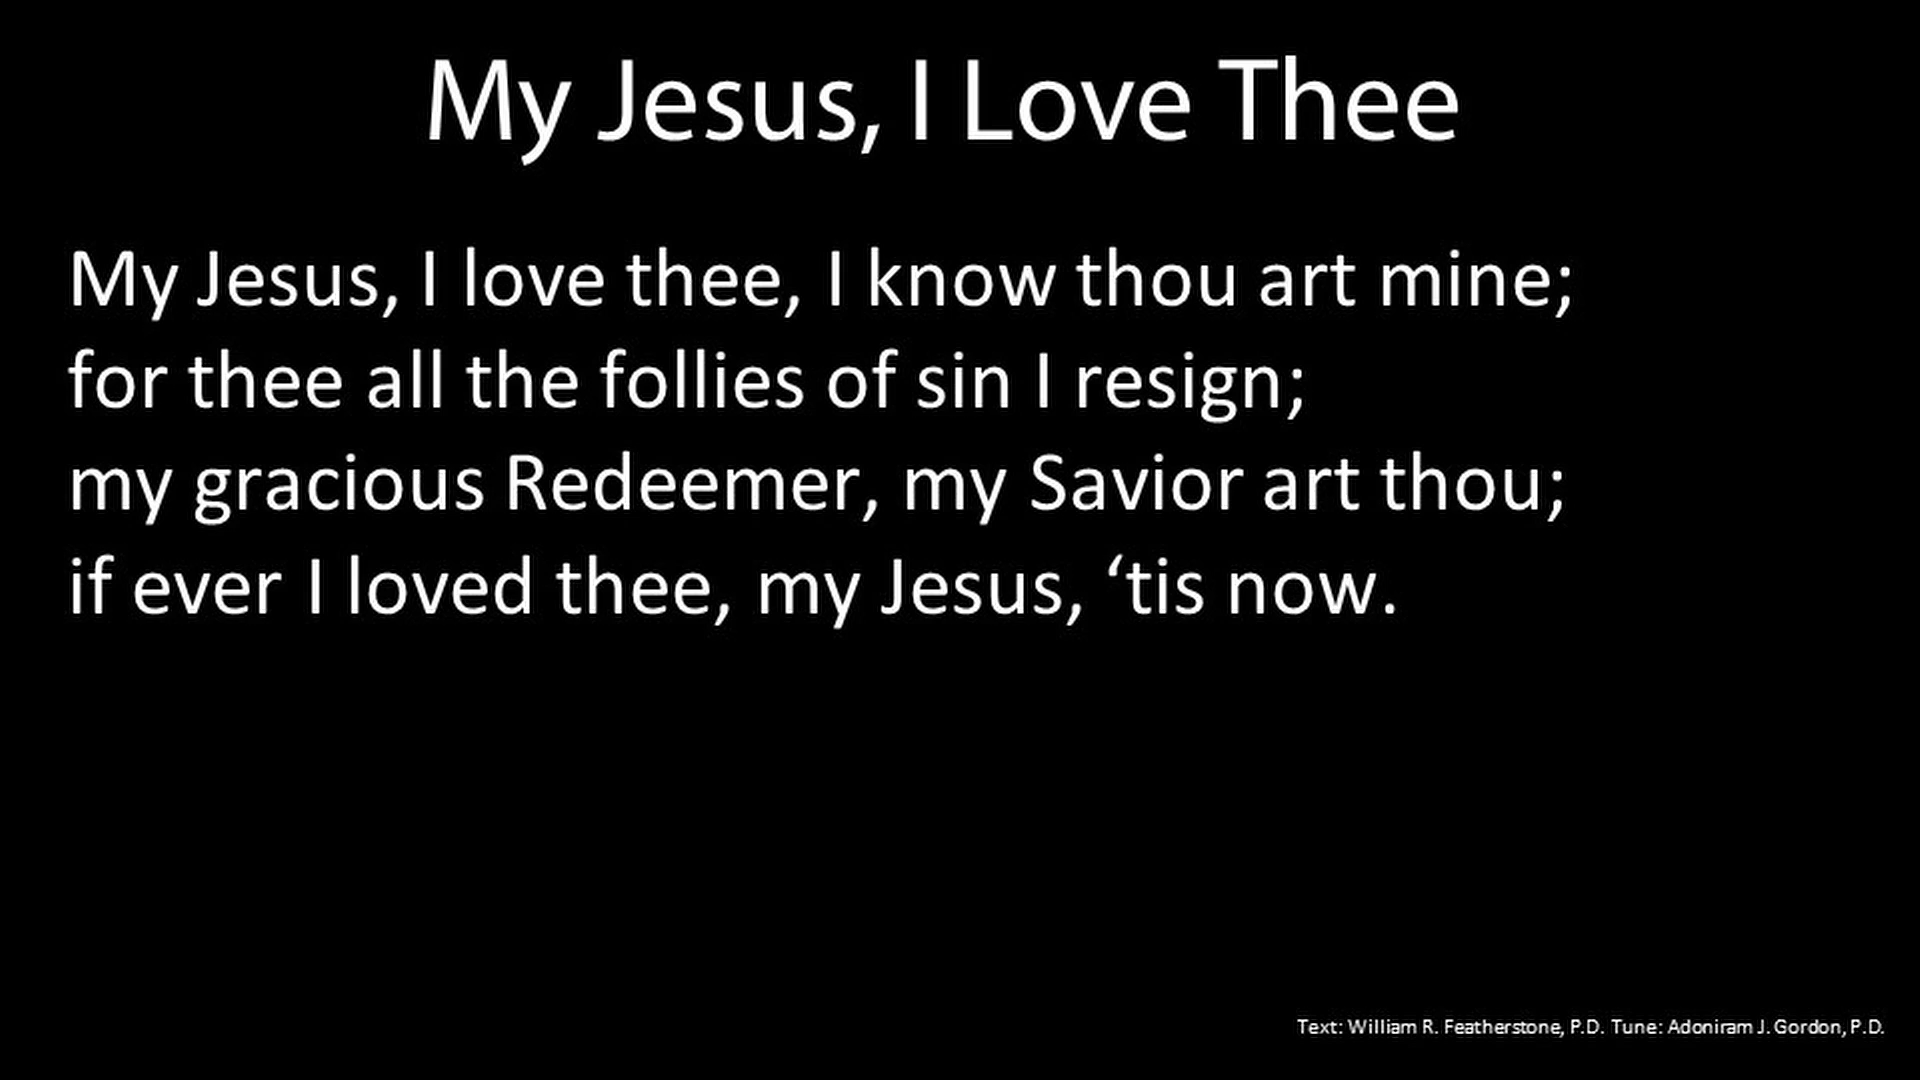 My Jesus, I Love Thee
My Jesus, I love thee, I know thou art mine;
for thee all the follies of sin I resign;
my gracious Redeemer, my Savior art thou;
if ever I loved thee, my Jesus, ‘tis now.
Text: William R. Featherstone, P.D. Tune: Adoniram J. Gordon, P.D.